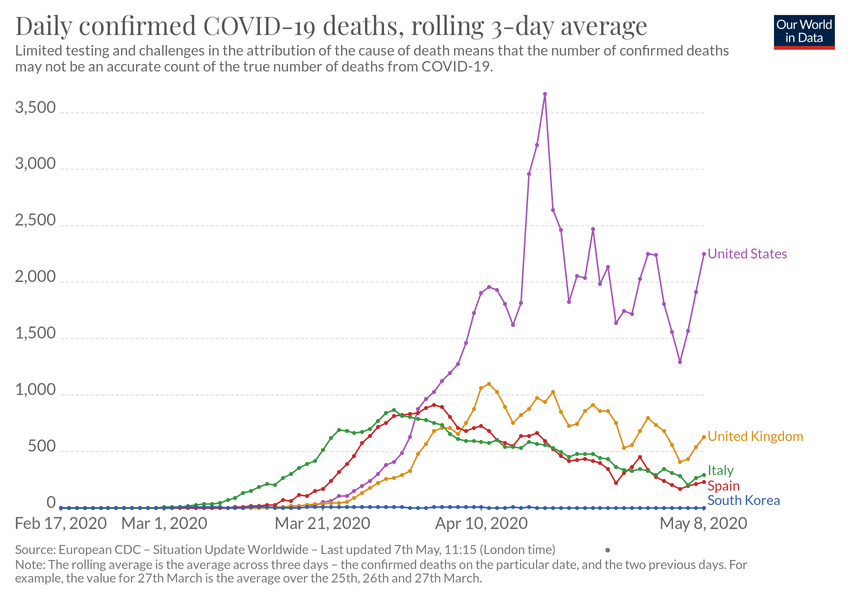 Daily confirmed COVID-19 deaths, rolling 3-day average
Our World
in Data
Limited testing and challenges in the attribution of the cause of death means that the number of confirmed deaths
may not be an accurate count of the true number of deaths from COVID-19.
3,500
3,000
2,500
2,000
1,500
1,000
500
0
United States
United Kingdom
Italy
Spain
South Korea
Feb 17, 2020
Mar 1, 2020
Mar 21, 2020
Apr 10, 2020
May 8, 2020
Source: European CDC – Situation Update Worldwide – Last updated 7th May, 11:15 (London time)
Note: The rolling average is the average across three days – the confirmed deaths on the particular date, and the two previous days. For
example, the value for 27th March is the average over the 25th, 26th and 27th March.